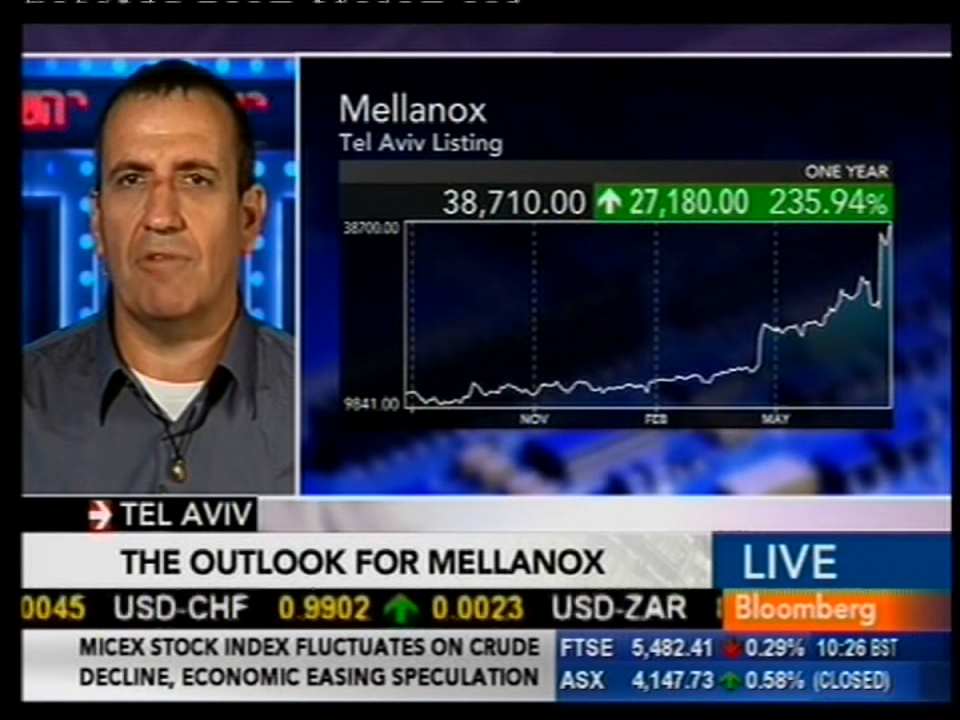 Mellanox
Tel Aviv Listing
ONE YEAR
38,710.00 27,180.00 235.94%
38700.00
9841.00
NOV FEB MAY
TEL AVIV
THE OUTLOOK FOR MELLANOX
LIVE
0045 USD-CHF 0.9902 0.0023 USD-ZAR
Bloomberg
MICEX STOCK INDEX FLUCTUATES ON CRUDE
DECLINE, ECONOMIC EASING SPECULATION
FTSE 5,482.41 0.29% 10:26 BST
ASX 4,147.73 0.58% (CLOSED)